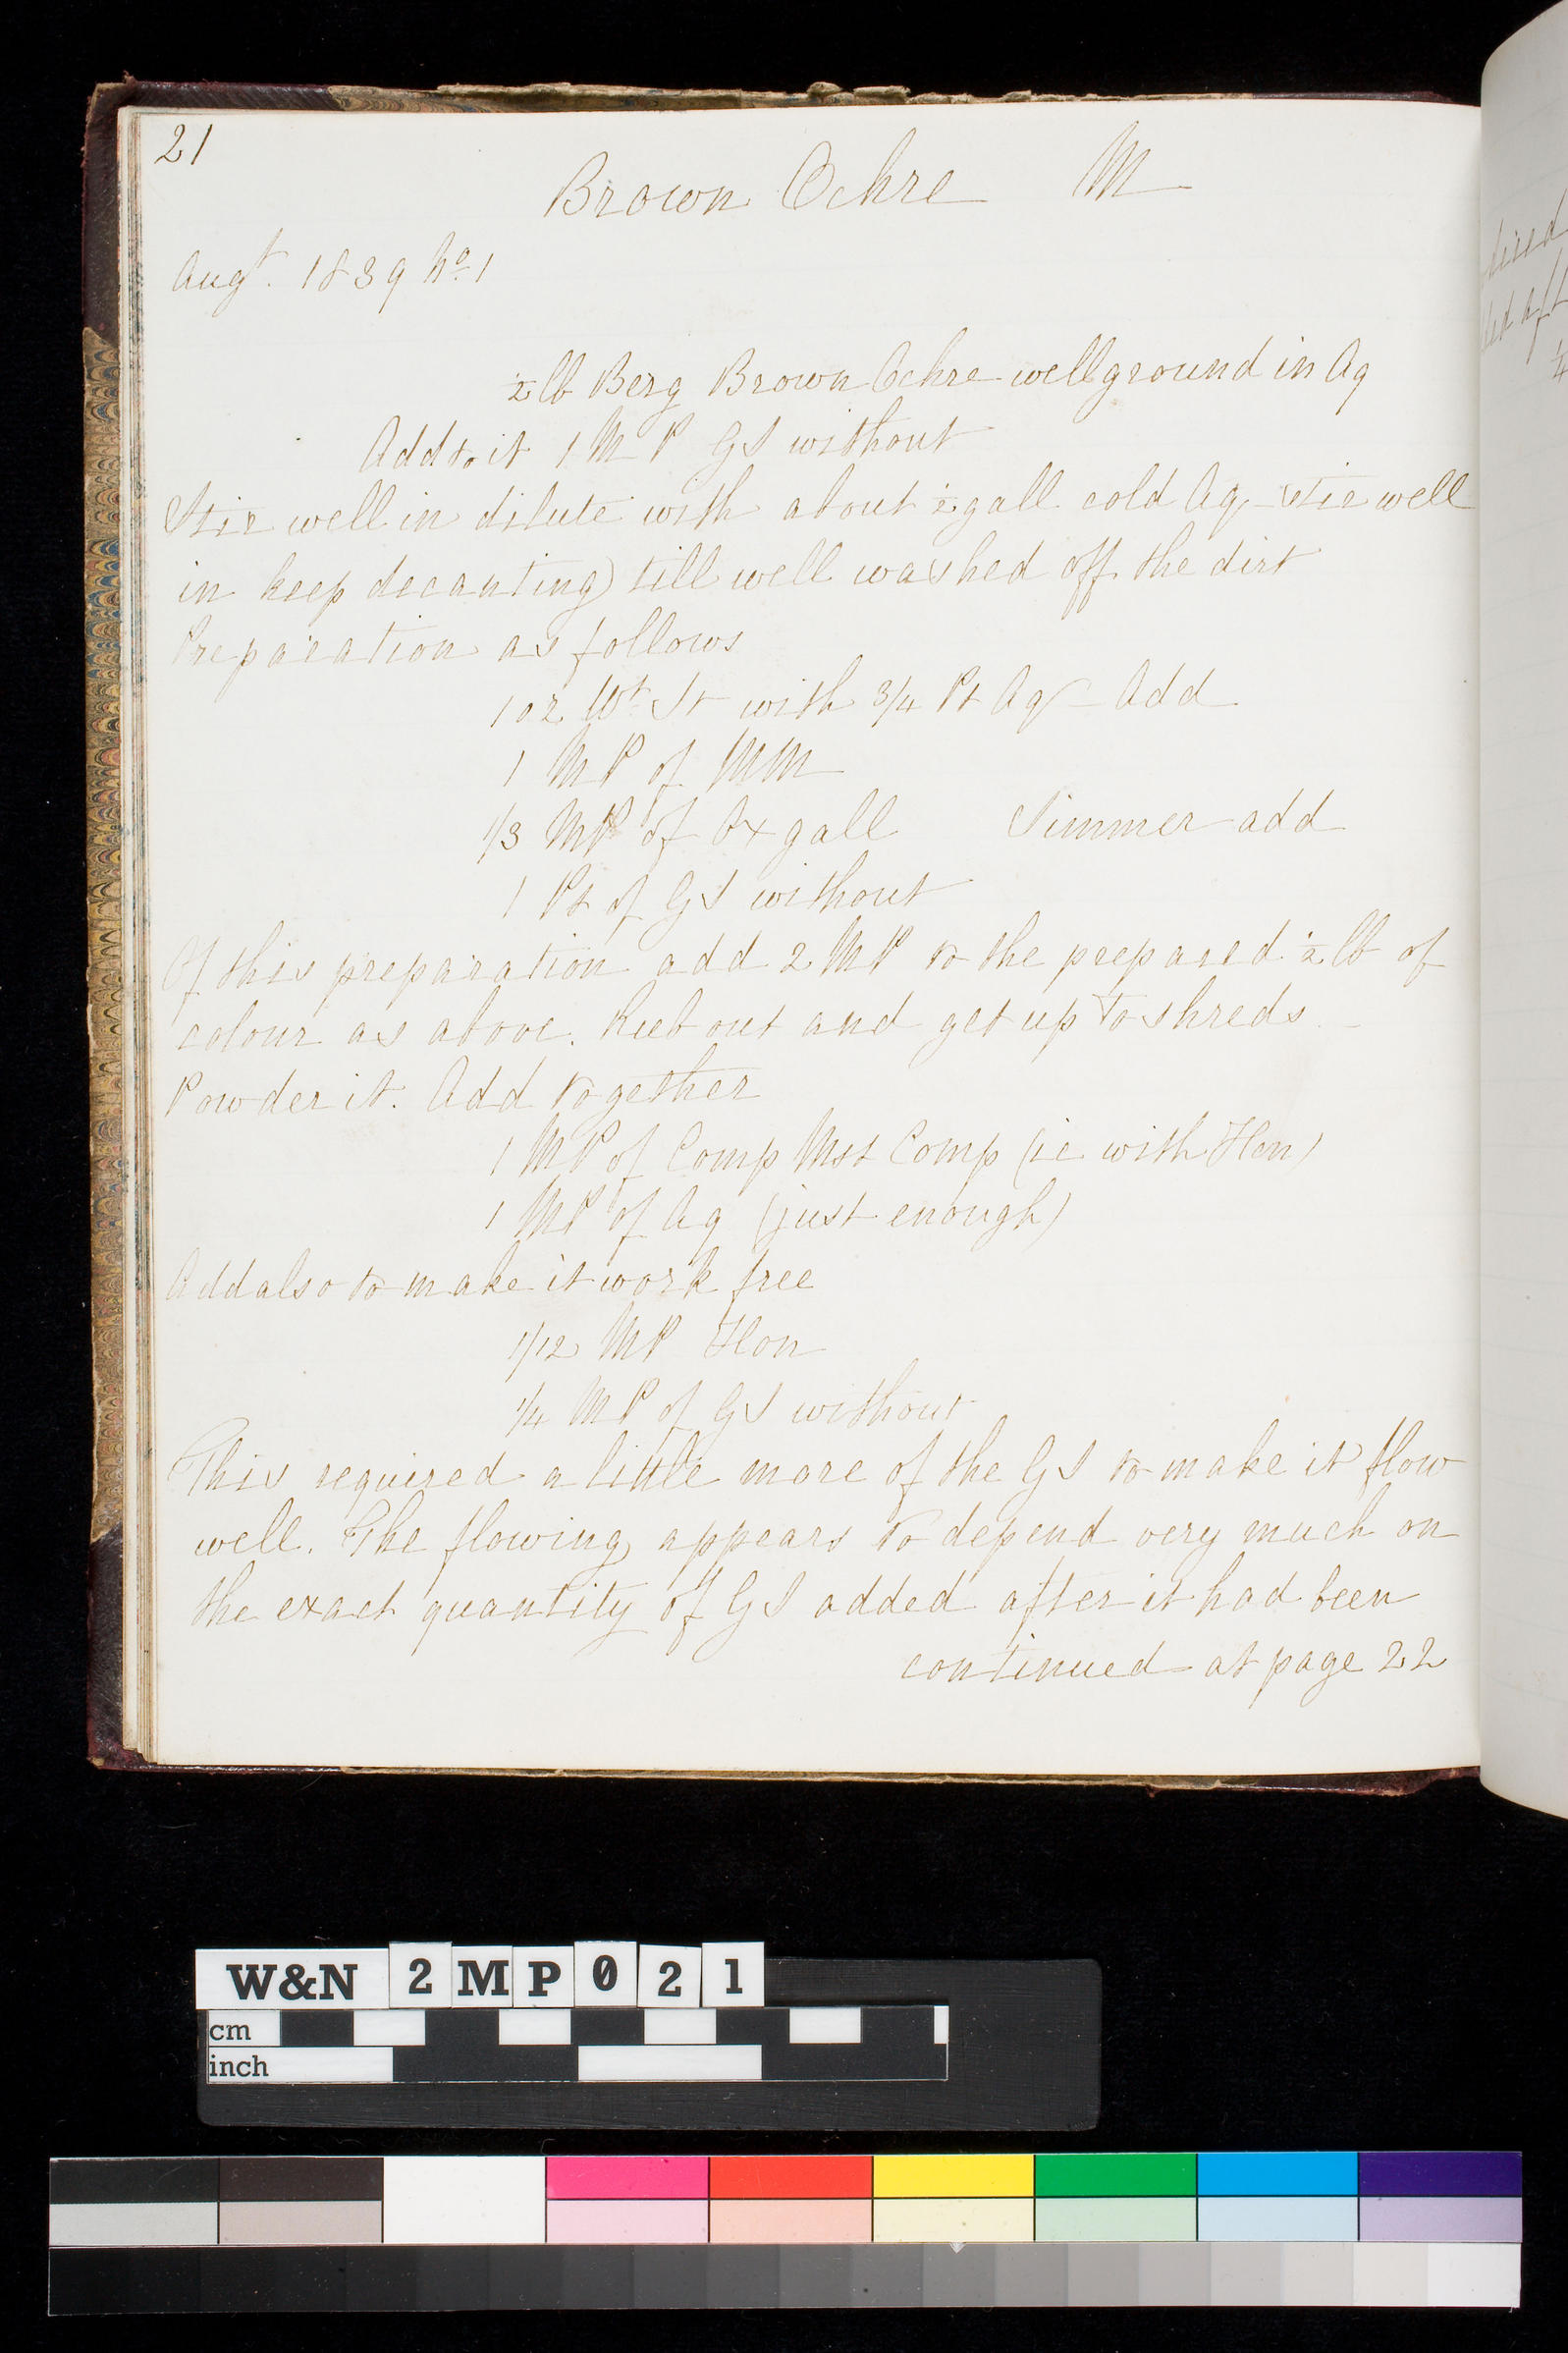 21
Brown Ochre M
Augt. 1839 No 1
½ lb Berg Brown Ochre well ground in Aq
Add to it 1 M P GS without
Stir well in dilute with about ½ gall cold Aq - stir well
in keep decanting) till well washed off the dirt
Preparation as follows
1 oz Wt St with 3/4 Pt Aq - Add
1 MP of MM
1/3 MP of Ox gall Simmer add
1 Pt of GS without
Of this preparation add 2 MP to the prepared ½ lb of
colour as above. Rub out and get up to shreds -
Powder it. Add together
1 MP of Comp Mst Comp (ie with Hon)
1 MP of Aq (just enough)
Add also to make it work free
1/12 MP Hon
1/4 MP of GS without
This required a little more of the GS to make it flow
well. The flowing appears to depend very much on
the exact quantity of GS added after it had been
continued at page 22
W&N 2MP021
cm
inch